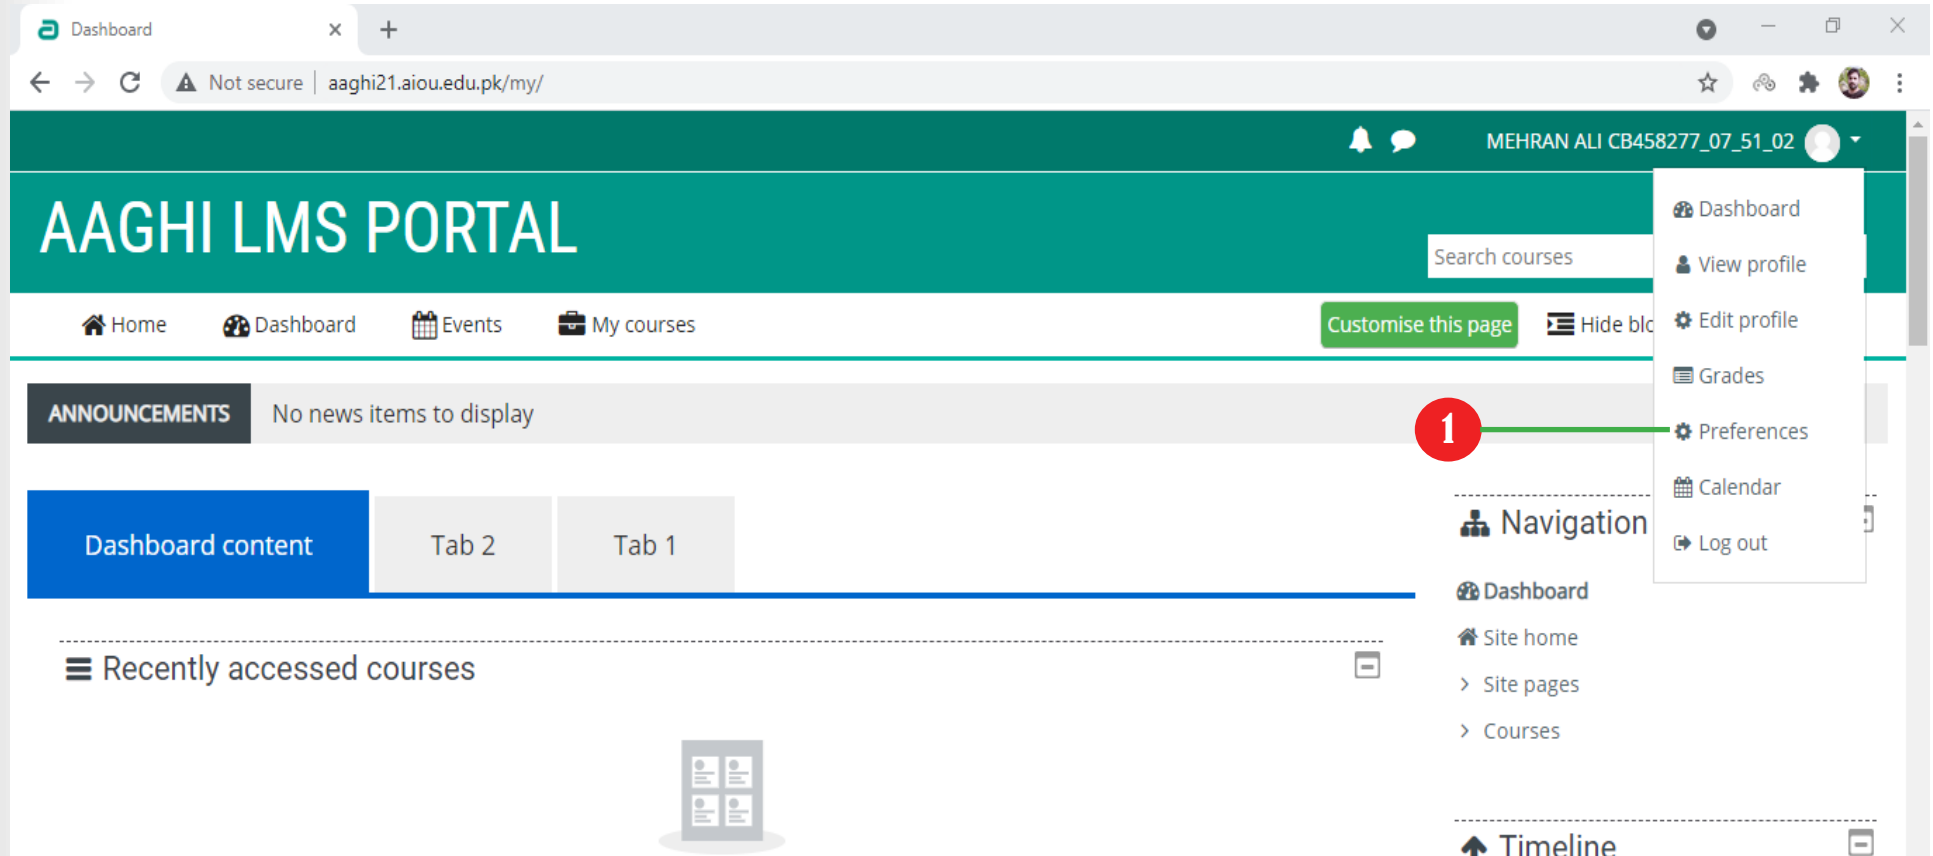 Dashboard
Not secure | aaghi21.aiou.edu.pk/my/
MEHRAN ALI CB458277_07_51_02
AAGHI LMS PORTAL
Search courses
Dashboard
View profile
Edit profile
Grades
Preferences
Calendar
Log out
Home Dashboard Events My courses Customise this page Hide blo
ANNOUNCEMENTS No news items to display
1
Dashboard content Tab 2 Tab 1
Navigation
Dashboard
Site home
Site pages
Courses
Recently accessed courses
Timeline